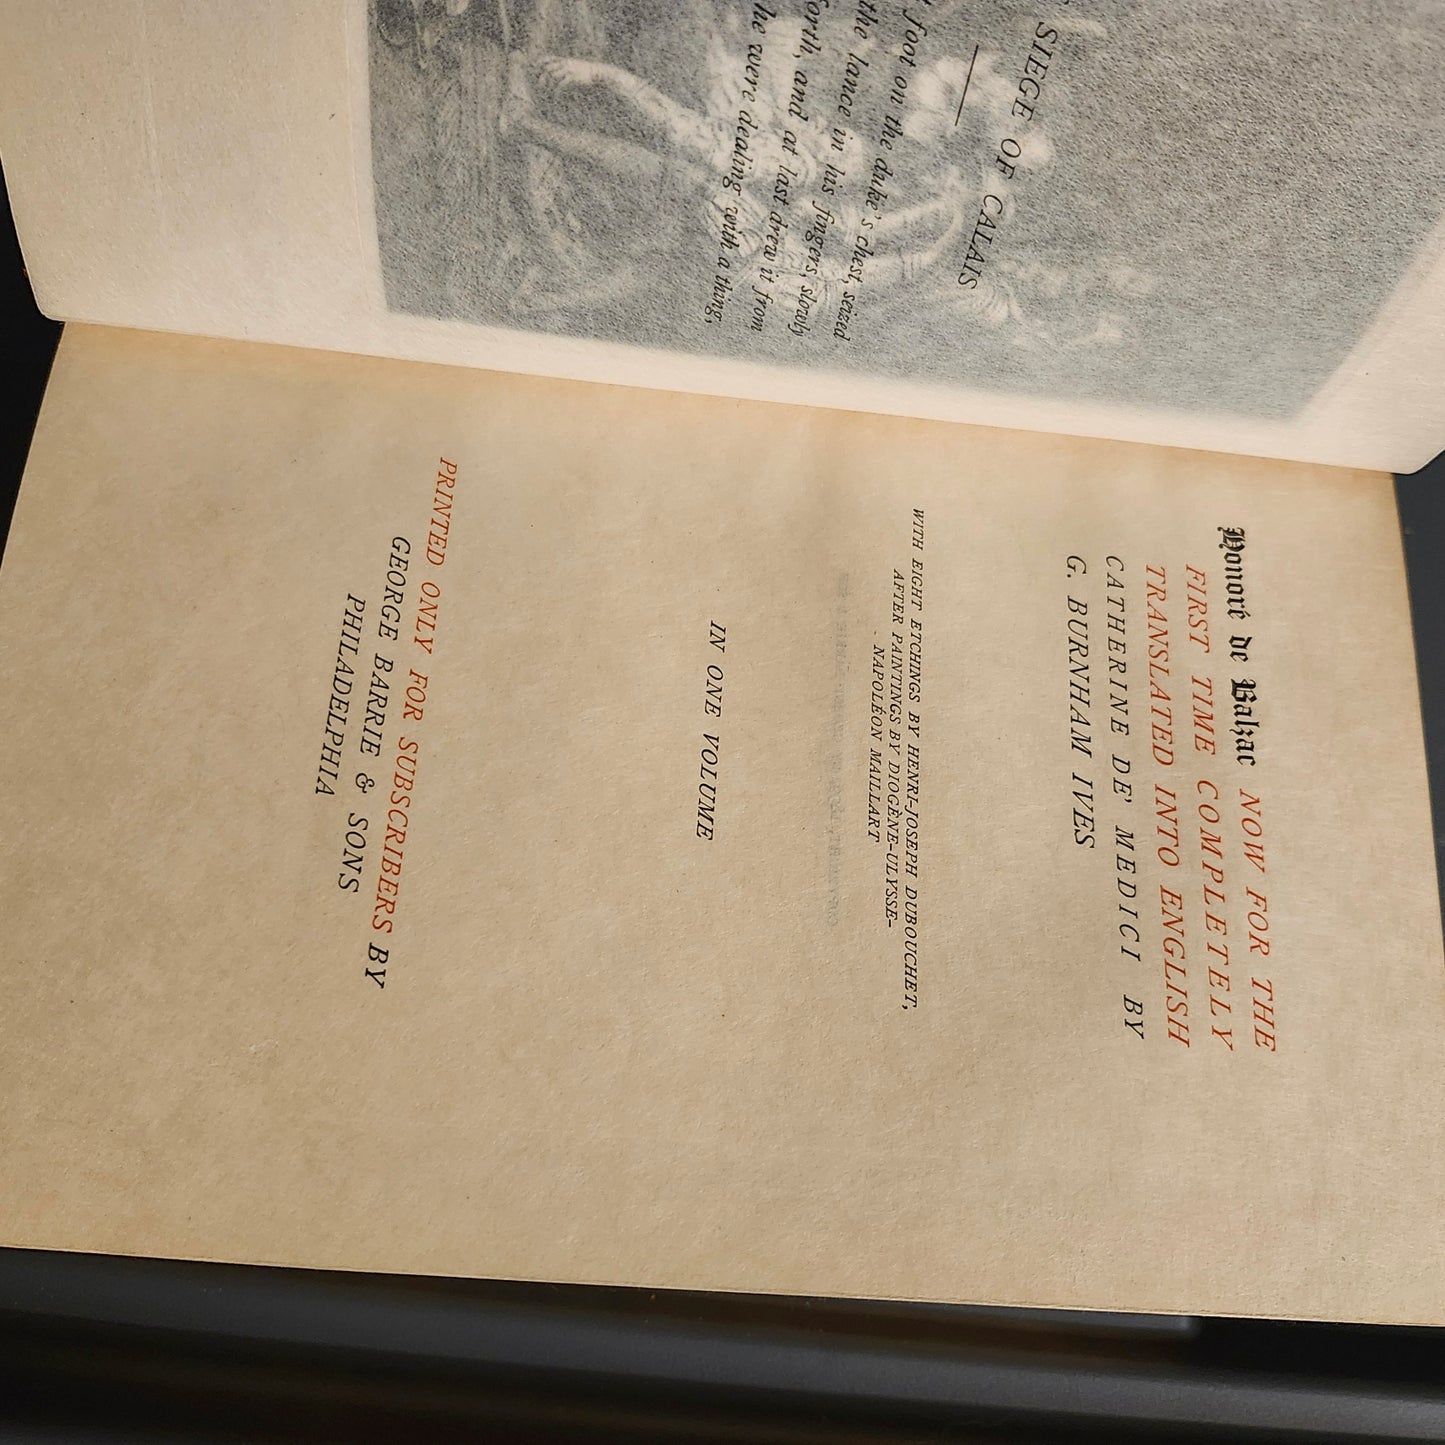 SIEGE OF CALAIS
foot on the duke's chest, seized
the lance in his fingers, slowly
forth, and at last drew it from
he were dealing with a thing,
Honoré de Balzac NOW FOR THE
FIRST TIME COMPLETELY
TRANSLATED INTO ENGLISH
CATHERINE DE' MEDICI BY
G. BURNHAM IVES
WITH EIGHT ETCHINGS BY HENRI-JOSEPH DUBOUCHET,
AFTER PAINTINGS BY DIOGÈNE-ULYSSE-
NAPOLÉON MAILLART
IN ONE VOLUME
PRINTED ONLY FOR SUBSCRIBERS BY
GEORGE BARRIE & SONS
PHILADELPHIA